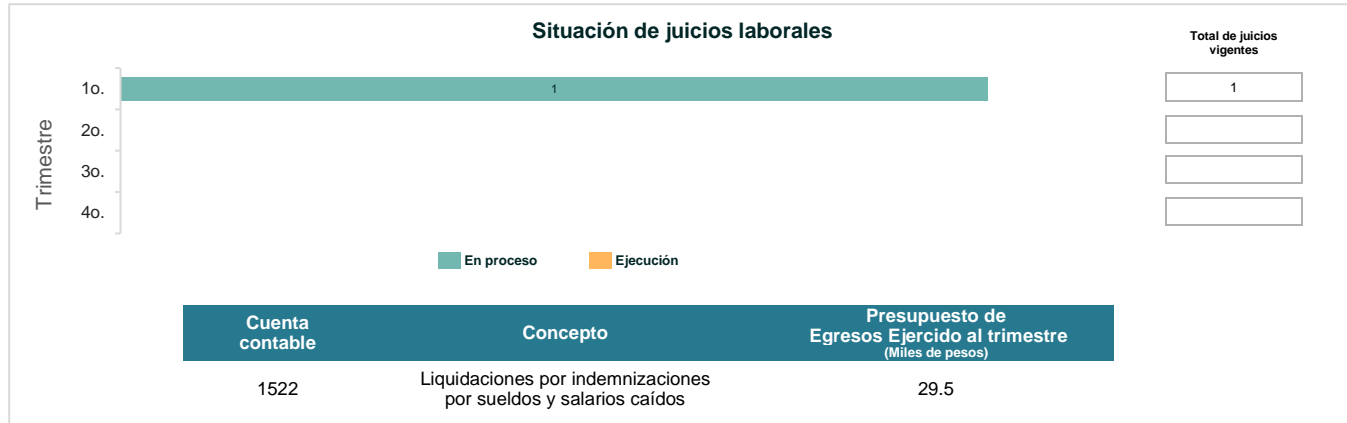 Situación de juicios laborales
Total de juicios
vigentes
Trimestre
1o.
1
1
2o.
3o.
4o.
En proceso
Ejecución
Cuenta
contable
Concepto
Presupuesto de
Egresos Ejercido al trimestre
(Miles de pesos)
1522
Liquidaciones por indemnizaciones
por sueldos y salarios caídos
29.5